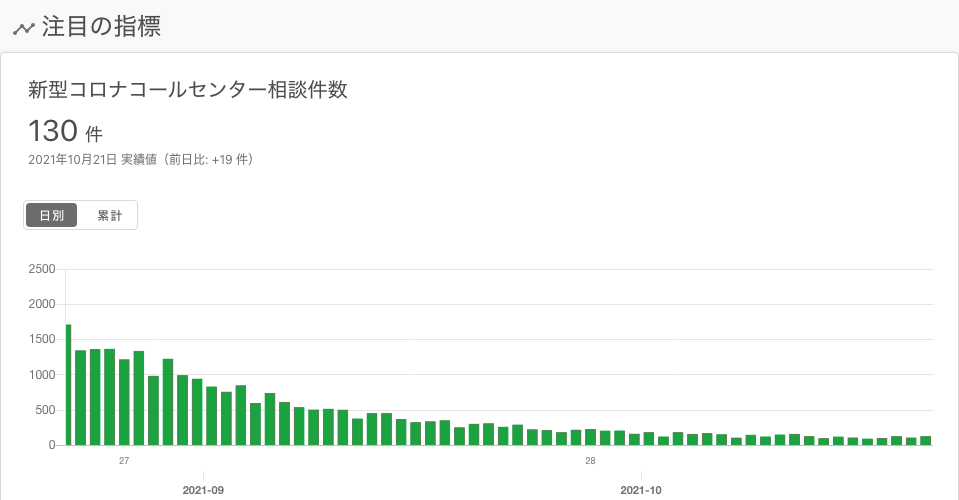 注目の指標
新型コロナコールセンター相談件数
130 件
2021年10月21日 実績値（前日比: +19 件）
日別 累計
2500
2000
1500
1000
500
0
27 28
2021-09 2021-10